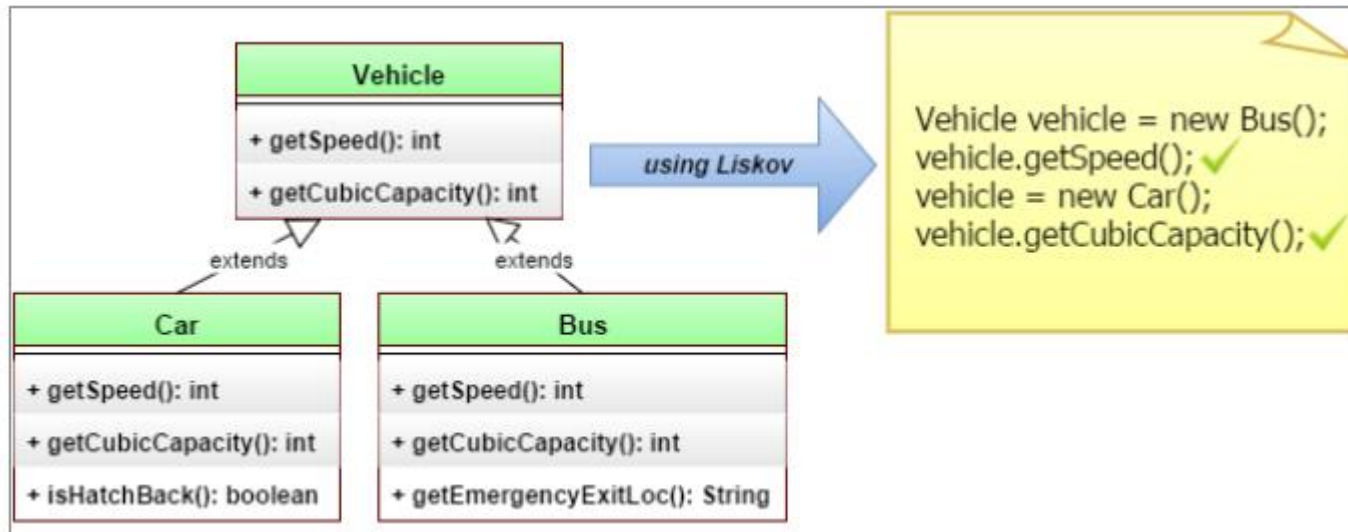 Vehicle
+ getSpeed(): int
+ getCubicCapacity(): int
extends
extends
Car
+ getSpeed(): int
+ getCubicCapacity(): int
+ isHatchBack(): boolean
Bus
+ getSpeed(): int
+ getCubicCapacity(): int
+ getEmergencyExitLoc(): String
using Liskov
Vehicle vehicle = new Bus();
vehicle.getSpeed();
vehicle = new Car();
vehicle.getCubicCapacity();